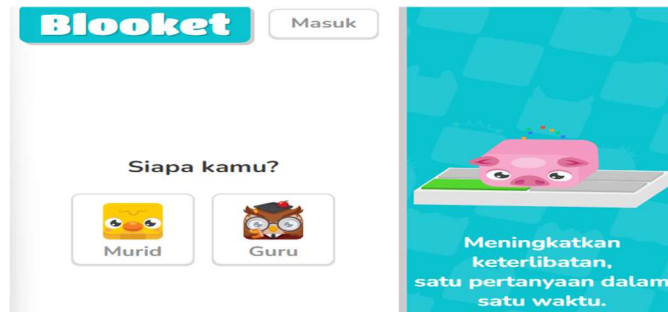 Blooket
Masuk
Siapa kamu?
Murid
Guru
Meningkatkan
keterlibatan,
satu pertanyaan dalam
satu waktu.